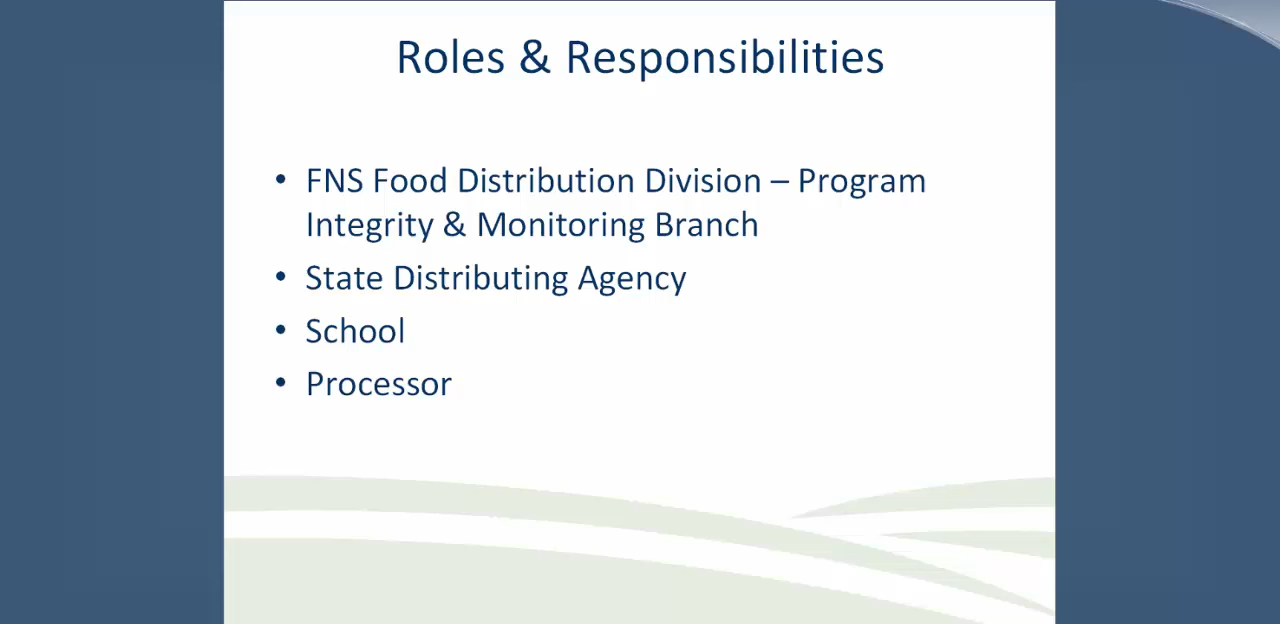 Roles & Responsibilities
• FNS Food Distribution Division – Program
Integrity & Monitoring Branch
• State Distributing Agency
• School
• Processor